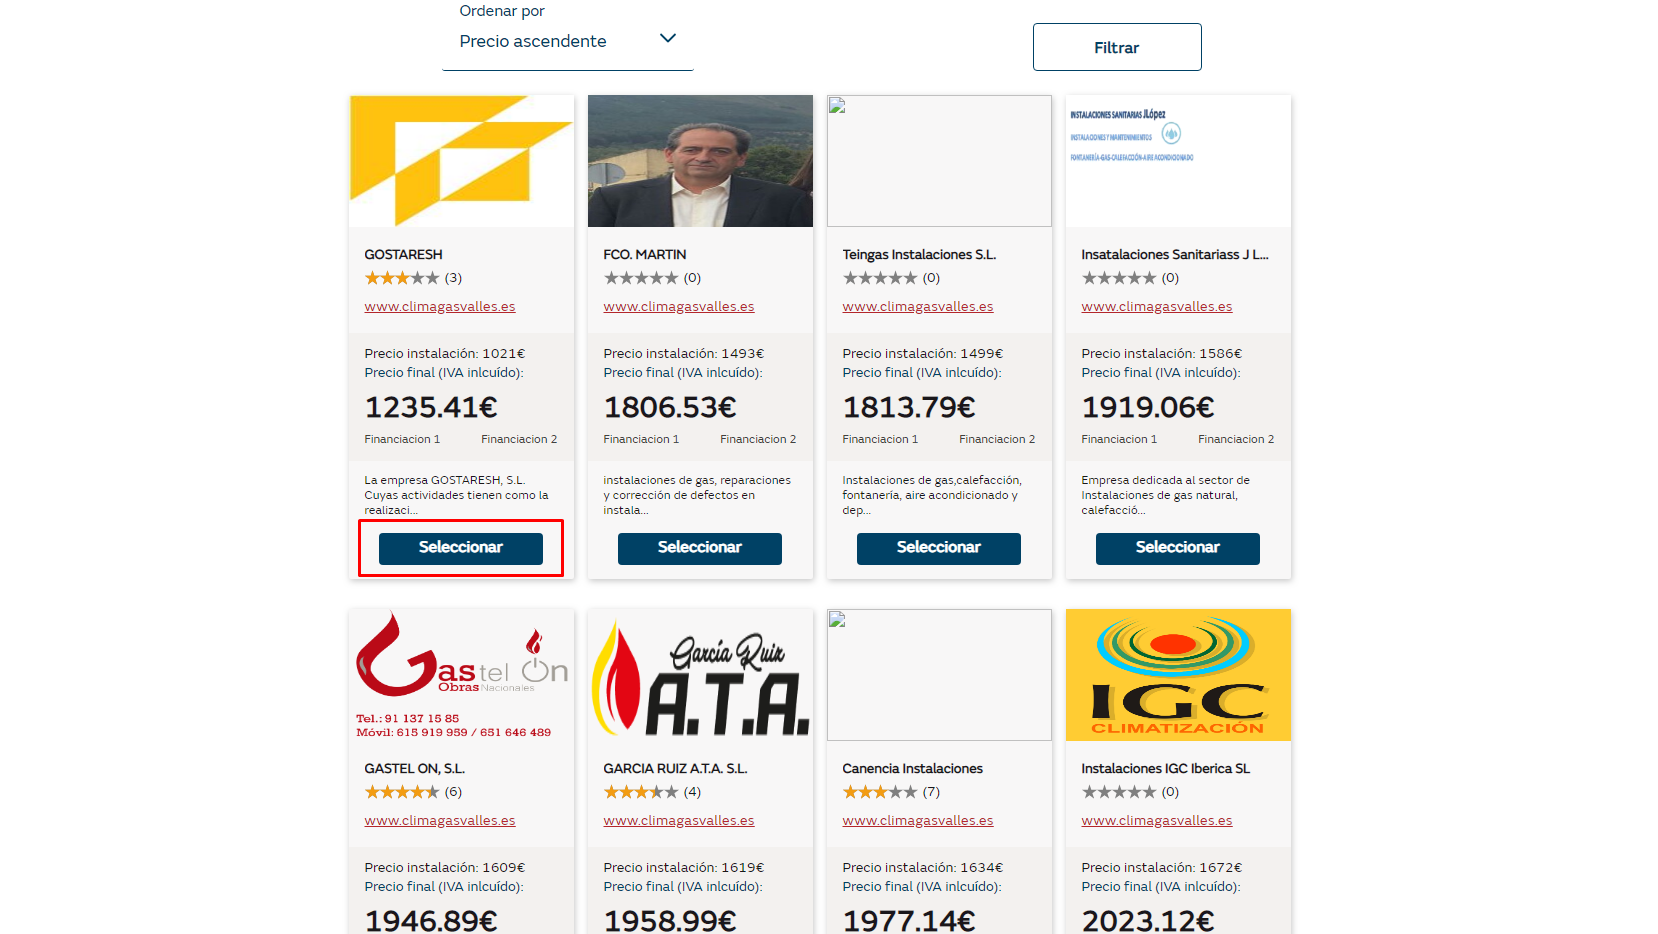 Ordenar por
Precio ascendente
Filtrar
INSTALACIONES SANITARIAS JLópez
INSTALACIONES Y MANTENIMIENTOS
FONTANERÍA-GAS-CALEFACCIÓN-AIRE ACONDICIONADO
GOSTARESH
(3)
www.climagasvalles.es
Precio instalación: 1021€
Precio final (IVA inlcuído):
1235.41€
Financiacion 1 Financiacion 2
La empresa GOSTARESH, S.L.
Cuyas actividades tienen como la
realizaci...
Seleccionar
FCO. MARTIN
(0)
www.climagasvalles.es
Precio instalación: 1493€
Precio final (IVA inlcuído):
1806.53€
Financiacion 1 Financiacion 2
instalaciones de gas, reparaciones
y corrección de defectos en
instala...
Seleccionar
Teingas Instalaciones S.L.
(0)
www.climagasvalles.es
Precio instalación: 1499€
Precio final (IVA inlcuído):
1813.79€
Financiacion 1 Financiacion 2
Instalaciones de gas,calefacción,
fontanería, aire acondicionado y
dep...
Seleccionar
Insatalaciones Sanitariass J L...
(0)
www.climagasvalles.es
Precio instalación: 1586€
Precio final (IVA inlcuído):
1919.06€
Financiacion 1 Financiacion 2
Empresa dedicada al sector de
Instalaciones de gas natural,
calefacció...
Seleccionar
Gastel On
Obras Nacionales
Tel.: 91 137 15 85
Móvil: 615 919 959 / 651 646 489
GASTEL ON, S.L.
(6)
www.climagasvalles.es
Precio instalación: 1609€
Precio final (IVA inlcuído):
1946.89€
García Ruiz
A.T.A.
GARCIA RUIZ A.T.A. S.L.
(4)
www.climagasvalles.es
Precio instalación: 1619€
Precio final (IVA inlcuído):
1958.99€
Canencia Instalaciones
(7)
www.climagasvalles.es
Precio instalación: 1634€
Precio final (IVA inlcuído):
1977.14€
IGC
CLIMATIZACIÓN
Instalaciones IGC Iberica SL
(0)
www.climagasvalles.es
Precio instalación: 1672€
Precio final (IVA inlcuído):
2023.12€